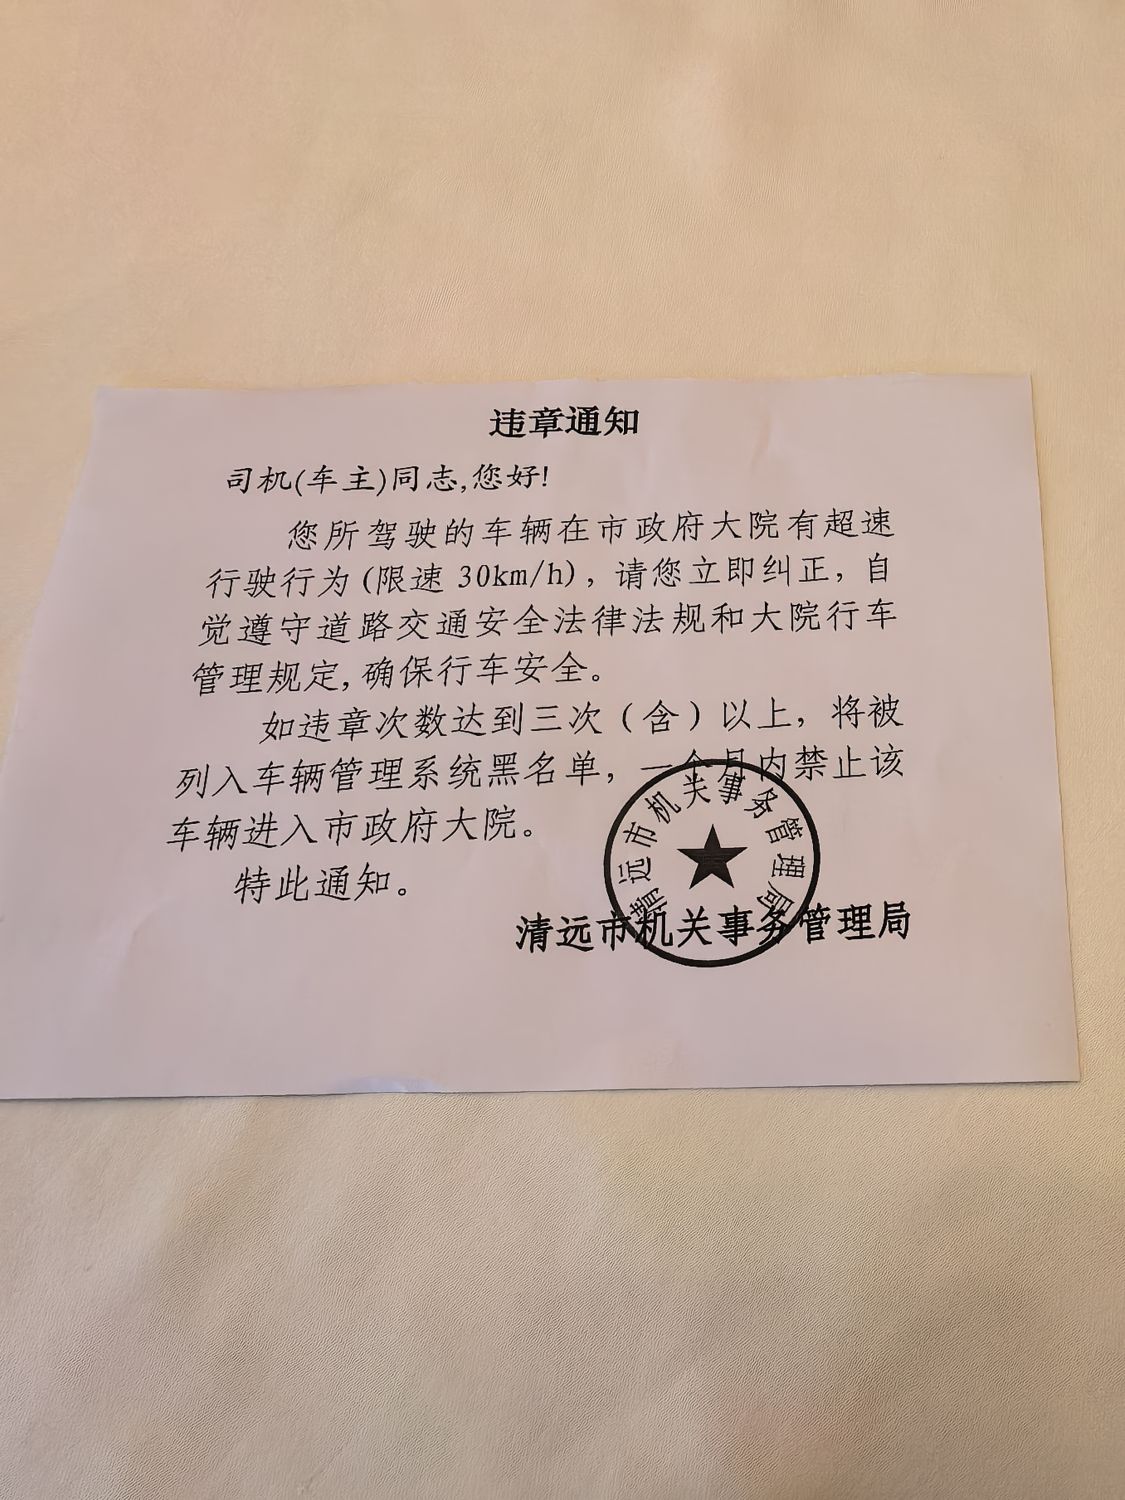 违章通知
司机(车主)同志,您好!
您所驾驶的车辆在市政府大院有超速
行驶行为(限速 30km/h)，请您立即纠正，自
觉遵守道路交通安全法律法规和大院行车
管理规定,确保行车安全。
如违章次数达到三次（含）以上，将被
列入车辆管理系统黑名单，一个月内禁止该
车辆进入市政府大院。
特此通知。
清远市机关事务管理局
清远市机关事务管理局